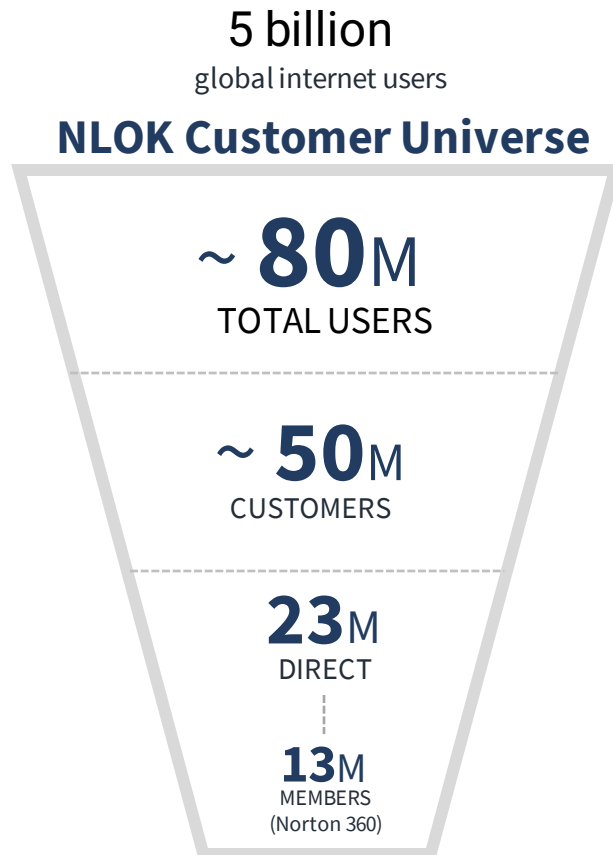 5 billion
global internet users
NLOK Customer Universe
~ 80M
TOTAL USERS
~ 50M
CUSTOMERS
23M
DIRECT
13M
MEMBERS
(Norton 360)